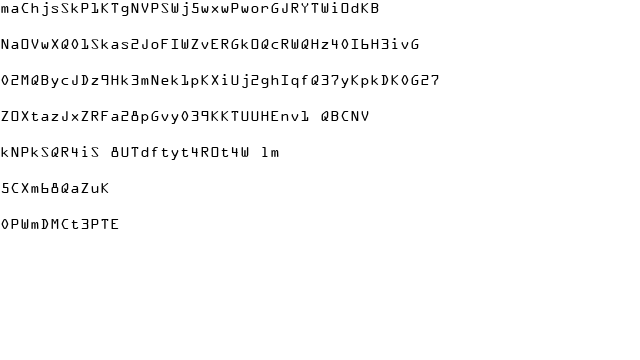 maChjsSkP1KTgNVPSWj5wxwPworGJRYTWiOdKB
NaOVwXQ01Skas2JoFIWZvERGkOQcRWQHz40I6H3ivG
02MQBycJDz9Hk3mNek1pKXiUj2ghIqfQ37yKpkDK0G27
ZOXtazJxZRFa28pGvy039KKTUUHEnv1 QBCNV
kNPkSQR4iS 8UTdftyt4ROt4W lm
5CXm68QaZuK
0PWmDMCt3PTE